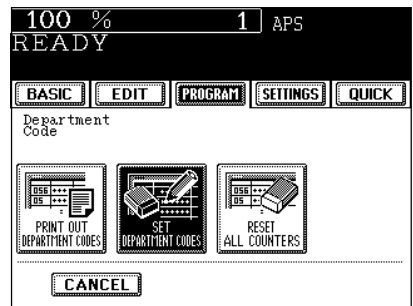 100 % 1 APS
READY
BASIC EDIT PROGRAM SETTINGS QUICK
Department
Code
PRINT OUT
DEPARTMENT CODES
SET
DEPARTMENT CODES
RESET
ALL COUNTERS
CANCEL